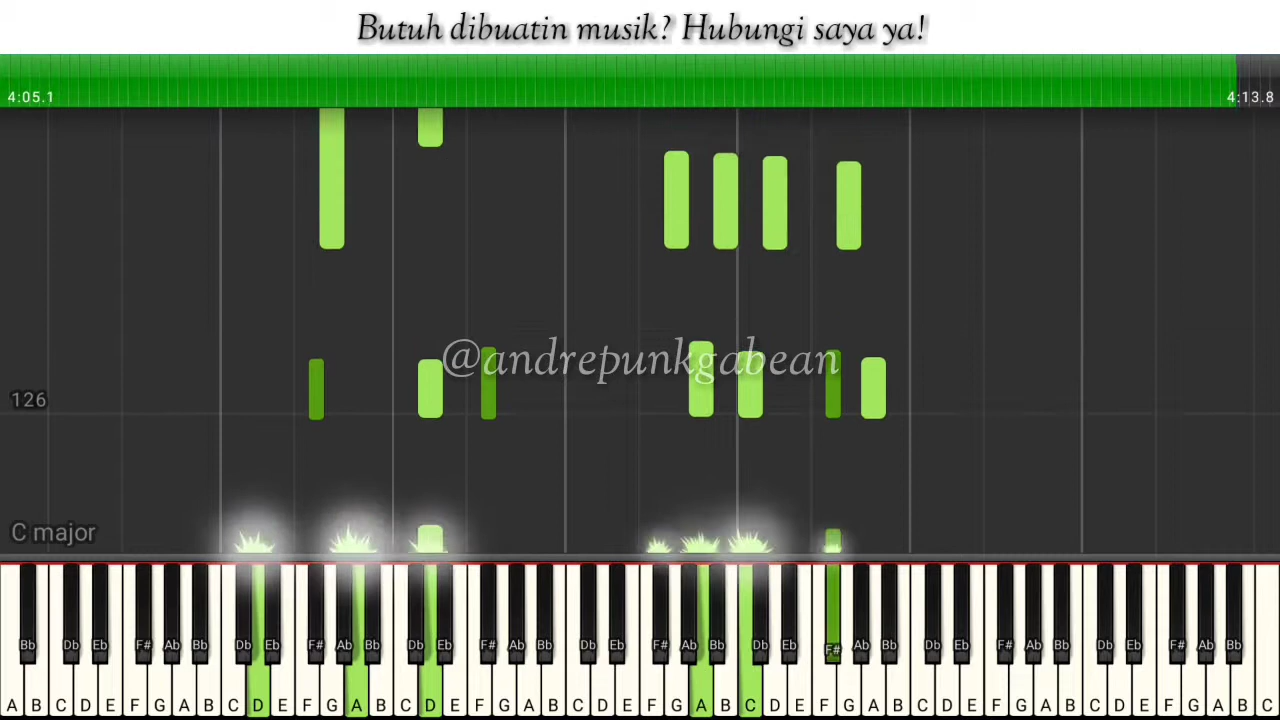 Butuh dibuatin musik? Hubungi saya ya!
4:05.1 4:13.8
@andrepunkgabean
126
C major
Bb Db Eb F# Ab Bb Db Eb F# Ab Bb Db Eb F# Ab Bb Db Eb F# Ab Bb Db Eb F# Ab Bb Db Eb F# Ab Bb Db Eb F# Ab Bb
A B C D E F G A B C D E F G A B C D E F G A B C D E F G A B C D E F G A B C D E F G A B C D E F G A B C